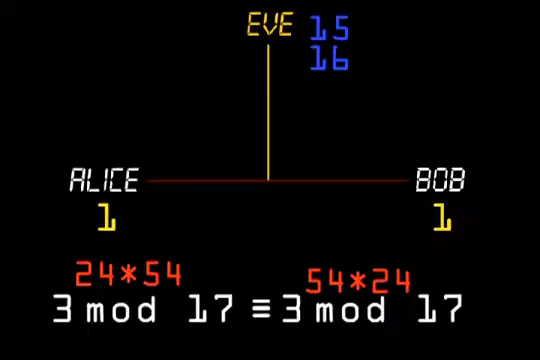 EVE 15
16
ALICE BOB
1 1
24*54 54*24
3 mod 17 ≡ 3 mod 17